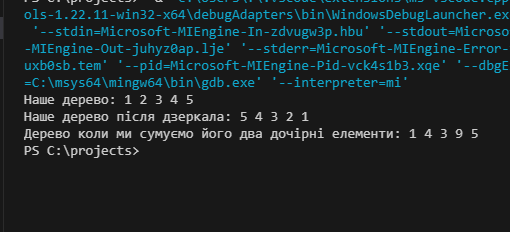 ols-1.22.11-win32-x64\debugAdapters\bin\WindowsDebugLauncher.ex
'--stdin=Microsoft-MIEngine-In-zdvugw3p.hbu' '--stdout=Microso
-MIEngine-Out-juhyz0ap.lje' '--stderr=Microsoft-MIEngine-Error-
uxb0sb.tem' '--pid=Microsoft-MIEngine-Pid-vck4s1b3.xqe' '--dbgE
=C:\msys64\mingw64\bin\gdb.exe' '--interpreter=mi'
Наше дерево: 1 2 3 4 5
Наше дерево після дзеркала: 5 4 3 2 1
Дерево коли ми сумуємо його два дочірні елементи: 1 4 3 9 5
PS C:\projects>